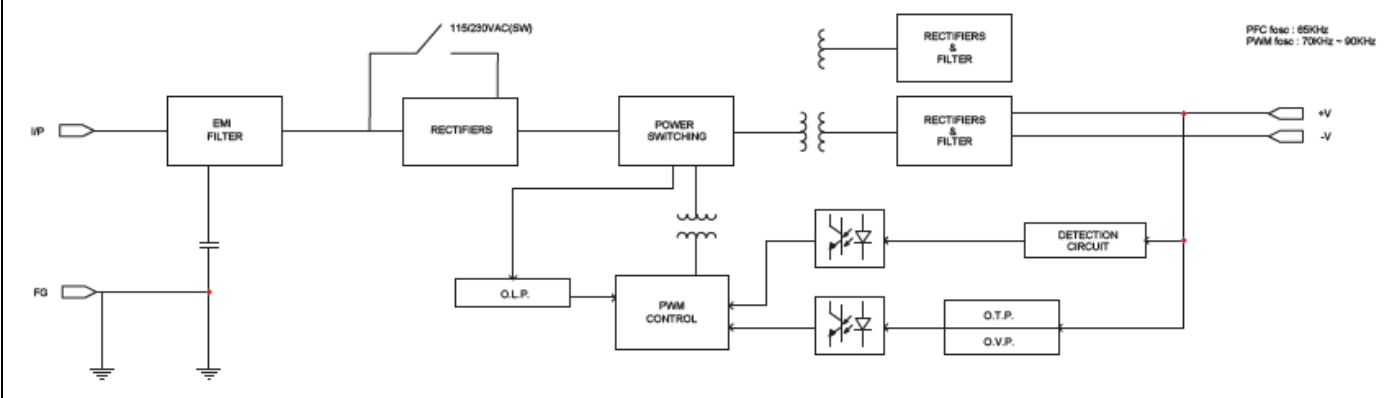 115/230VAC(SW)
RECTIFIERS
&
FILTER
PFC fosc : 65KHz
PWM fosc : 70KHz ~ 90KHz
I/P
EMI
FILTER
RECTIFIERS
POWER
SWITCHING
RECTIFIERS
&
FILTER
+V
-V
DETECTION
CIRCUIT
FG
O.L.P.
PWM
CONTROL
O.T.P.
O.V.P.